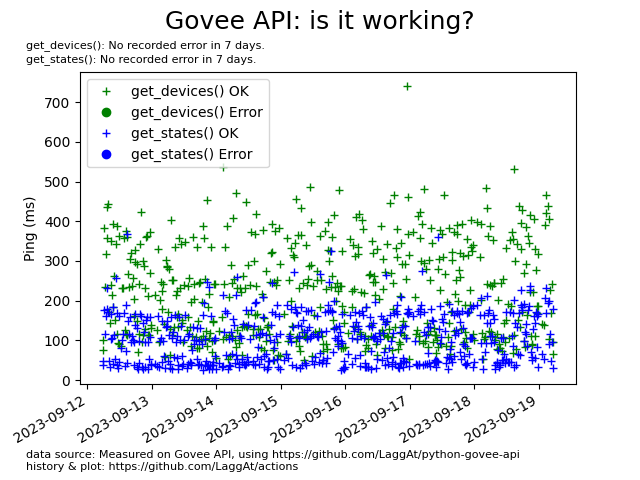 Govee API: is it working?
get_devices(): No recorded error in 7 days.
get_states(): No recorded error in 7 days.
get_devices() OK
get_devices() Error
get_states() OK
get_states() Error
Ping (ms)
700
600
500
400
300
200
100
0
2023-09-12
2023-09-13
2023-09-14
2023-09-15
2023-09-16
2023-09-17
2023-09-18
2023-09-19
data source: Measured on Govee API, using https://github.com/LaggAt/python-govee-api
history & plot: https://github.com/LaggAt/actions